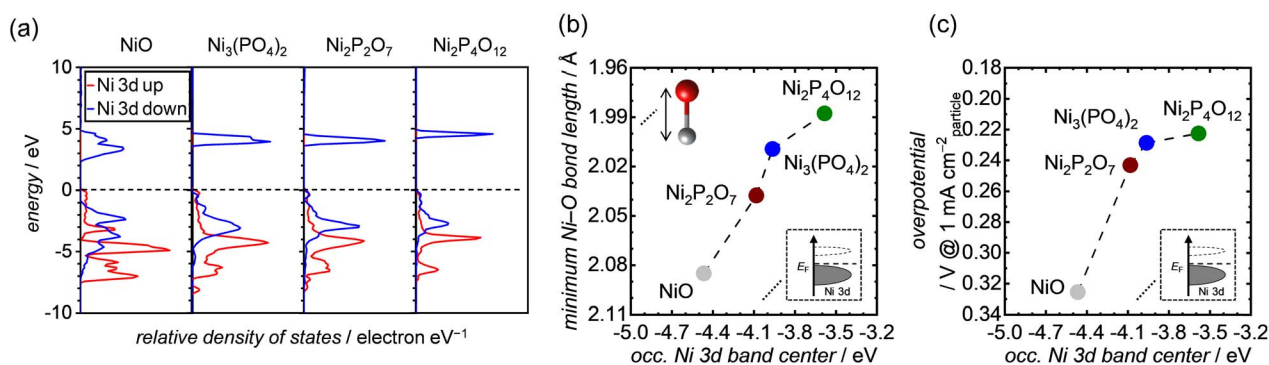 (a)
NiO
Ni₃(PO₄)₂
Ni₂P₂O₇
Ni₂P₄O₁₂
10
5
0
-5
-10
energy / eV
Ni 3d up
Ni 3d down
relative density of states / electron eV⁻¹
(b)
minimum Ni–O bond length / Å
1.96
1.99
2.02
2.05
2.08
2.11
Ni₂P₄O₁₂
Ni₃(PO₄)₂
Ni₂P₂O₇
NiO
E_F
Ni 3d
-5.0 -4.7 -4.4 -4.1 -3.8 -3.5 -3.2
occ. Ni 3d band center / eV
(c)
overpotential
/ V @ 1 mA cm⁻²particle
0.18
0.20
0.22
0.24
0.26
0.28
0.30
0.32
0.34
Ni₃(PO₄)₂
Ni₂P₄O₁₂
Ni₂P₂O₇
NiO
E_F
Ni 3d
-5.0 -4.7 -4.4 -4.1 -3.8 -3.5 -3.2
occ. Ni 3d band center / eV